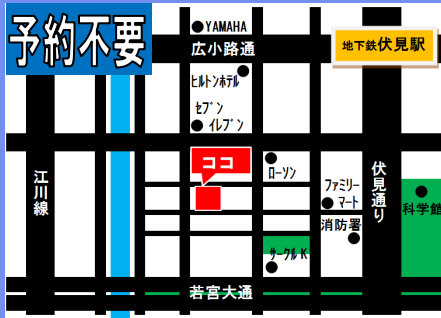 予約不要
YAMAHA
広小路通
地下鉄伏見駅
ヒルトンホテル
セブン
イレブン
ココ
ローソン
江川線
伏見通り
ファミリー
マート
科学館
消防署
サークルK
若宮大通